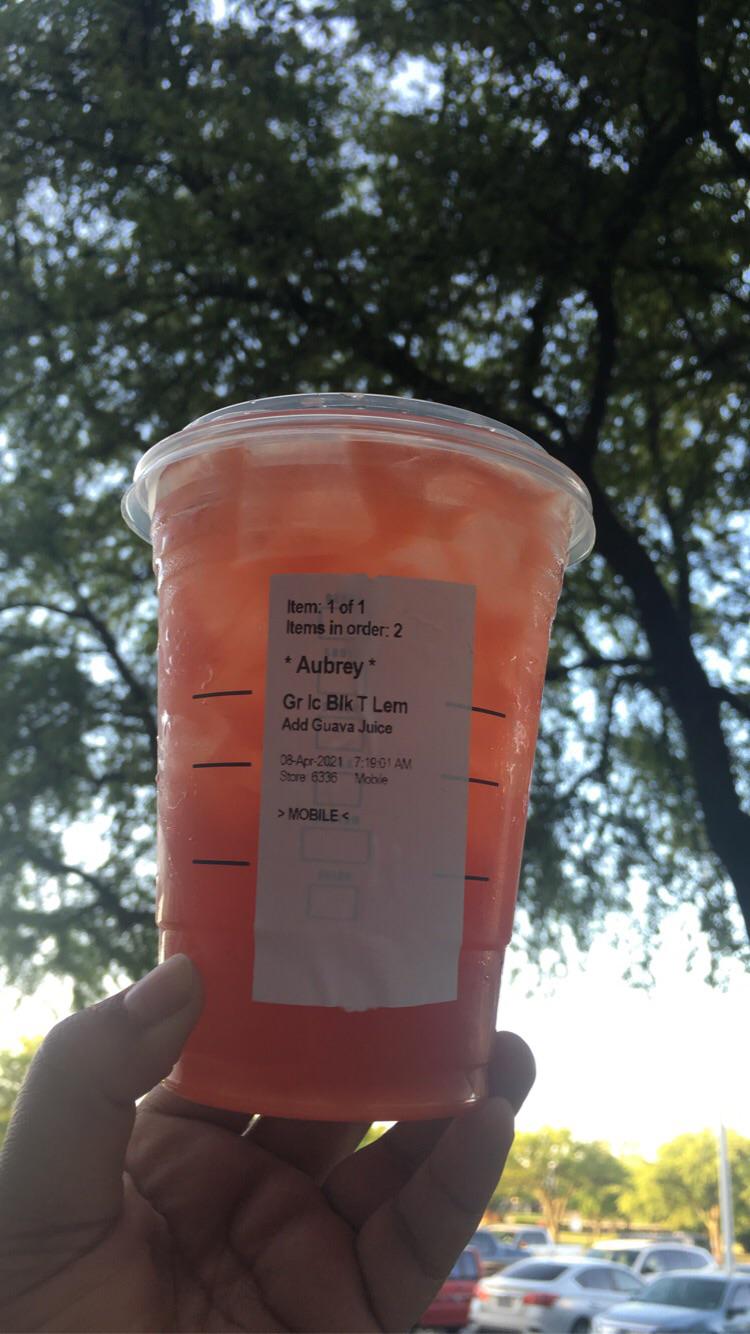 Item: 1 of 1
Items in order: 2
* Aubrey *
Gr Ic Blk T Lem
Add Guava Juice
08-Apr-2021 7:19:01 AM
Store 6336 Mobile
> MOBILE <